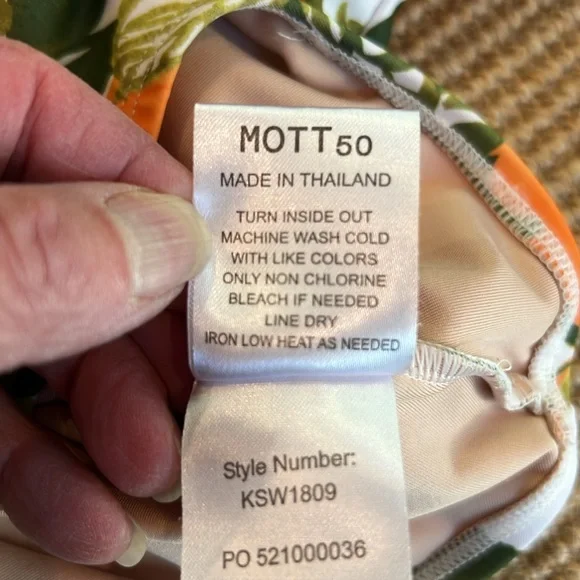 MOTT50
MADE IN THAILAND
TURN INSIDE OUT
MACHINE WASH COLD
WITH LIKE COLORS
ONLY NON CHLORINE
BLEACH IF NEEDED
LINE DRY
IRON LOW HEAT AS NEEDED
Style Number:
KSW1809
PO 521000036